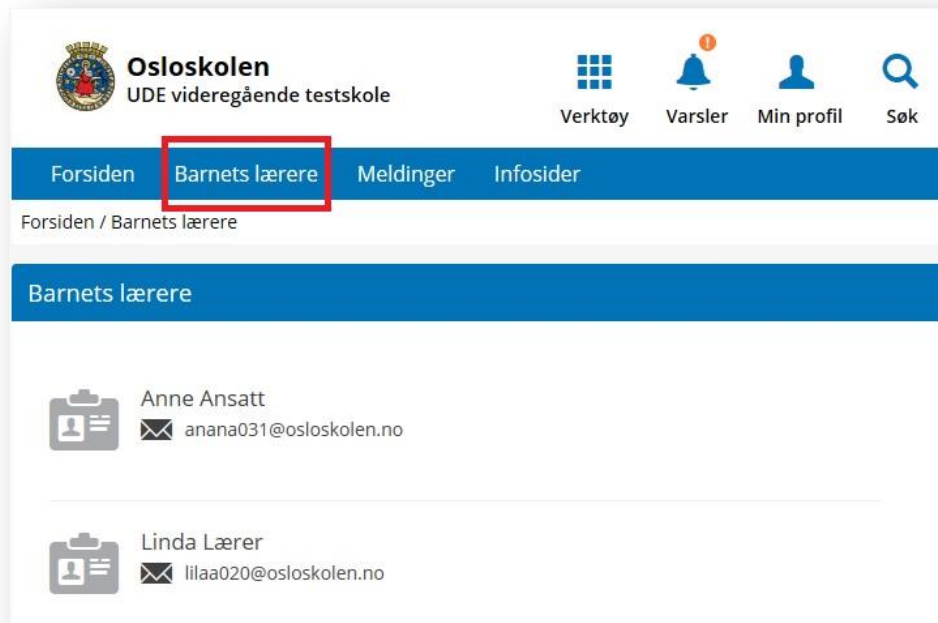 Osloskolen
UDE videregående testskole
Verktøy Varsler Min profil Søk
Forsiden Barnets lærere Meldinger Infosider
Forsiden / Barnets lærere
Barnets lærere
Anne Ansatt
anana031@osloskolen.no
Linda Lærer
lilaa020@osloskolen.no